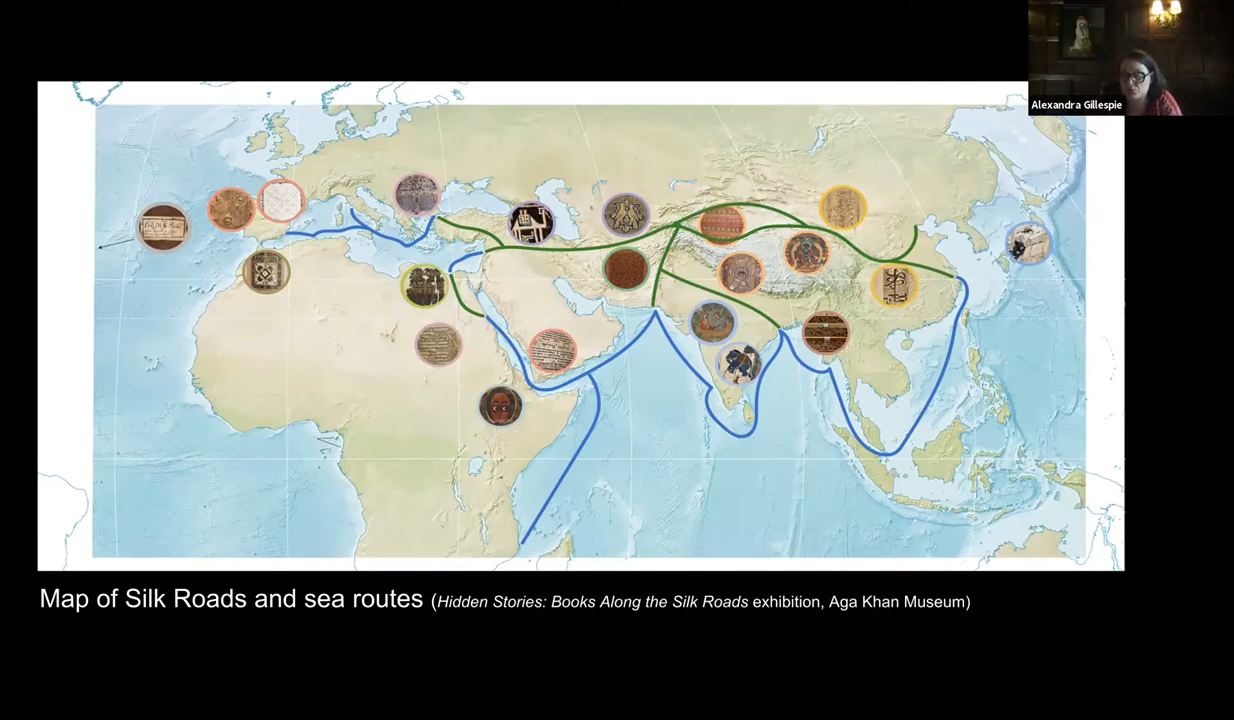 Alexandra Gillespie
Map of Silk Roads and sea routes (Hidden Stories: Books Along the Silk Roads exhibition, Aga Khan Museum)